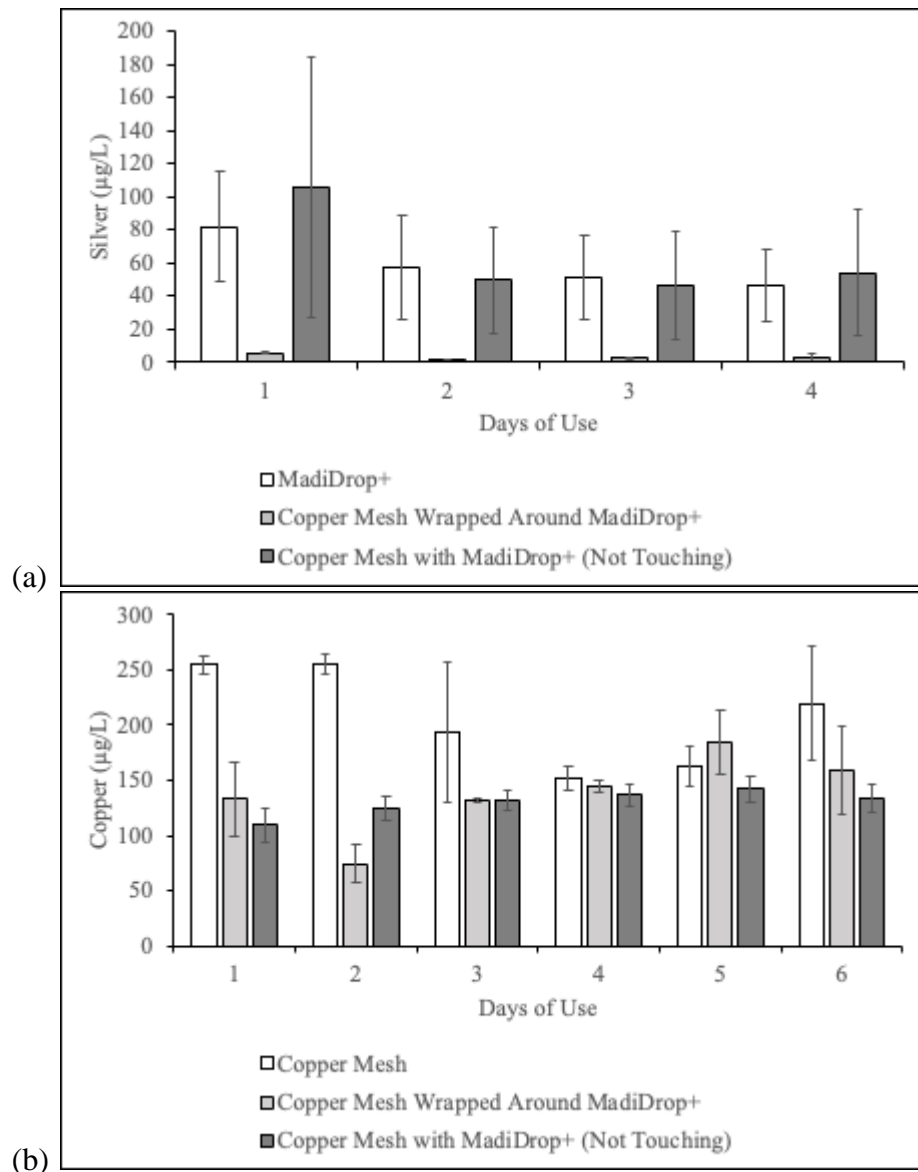 200
180
160
140
120
100
80
60
40
20
0
Silver (µg/L)
1 2 3 4
Days of Use
MadiDrop+
Copper Mesh Wrapped Around MadiDrop+
Copper Mesh with MadiDrop+ (Not Touching)
(a)
300
250
200
150
100
50
0
Copper (µg/L)
1 2 3 4 5 6
Days of Use
Copper Mesh
Copper Mesh Wrapped Around MadiDrop+
Copper Mesh with MadiDrop+ (Not Touching)
(b)